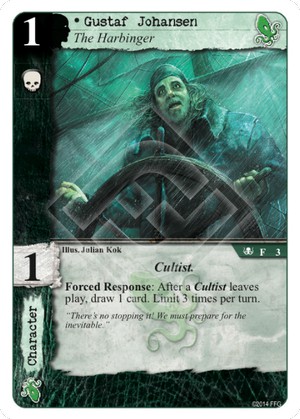 1
• Gustaf Johansen
The Harbinger
Illus. Jolian Kok
F 3
1
Cultist.
Forced Response: After a Cultist leaves
play, draw 1 card. Limit 3 times per turn.
"There's no stopping it! We must prepare for the
inevitable."
Character
©2014 FFG